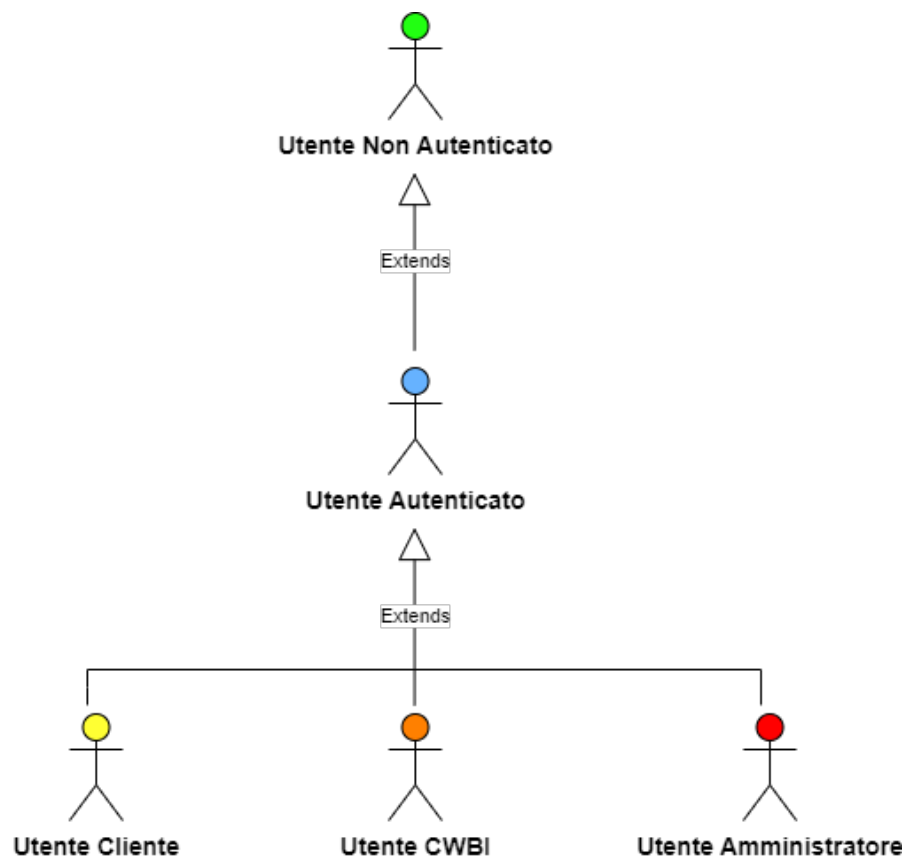 Utente Non Autenticato
Extends
Utente Autenticato
Extends
Utente Cliente
Utente CWBI
Utente Amministratore